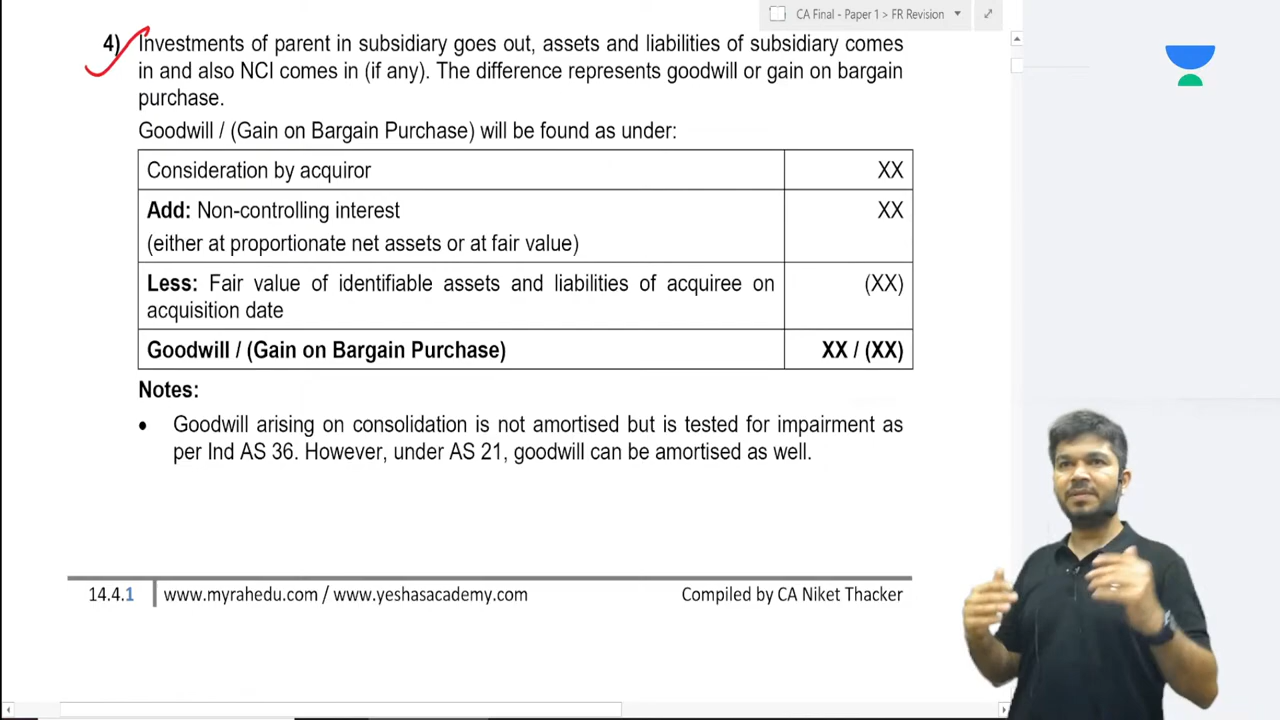 CA Final - Paper 1 > FR Revision
4) Investments of parent in subsidiary goes out, assets and liabilities of subsidiary comes
in and also NCI comes in (if any). The difference represents goodwill or gain on bargain
purchase.
Goodwill / (Gain on Bargain Purchase) will be found as under:
Consideration by acquiror XX
Add: Non-controlling interest XX
(either at proportionate net assets or at fair value)
Less: Fair value of identifiable assets and liabilities of acquiree on (XX)
acquisition date
Goodwill / (Gain on Bargain Purchase) XX / (XX)
Notes:
• Goodwill arising on consolidation is not amortised but is tested for impairment as
per Ind AS 36. However, under AS 21, goodwill can be amortised as well.
14.4.1 www.myrahedu.com / www.yeshasacademy.com Compiled by CA Niket Thacker